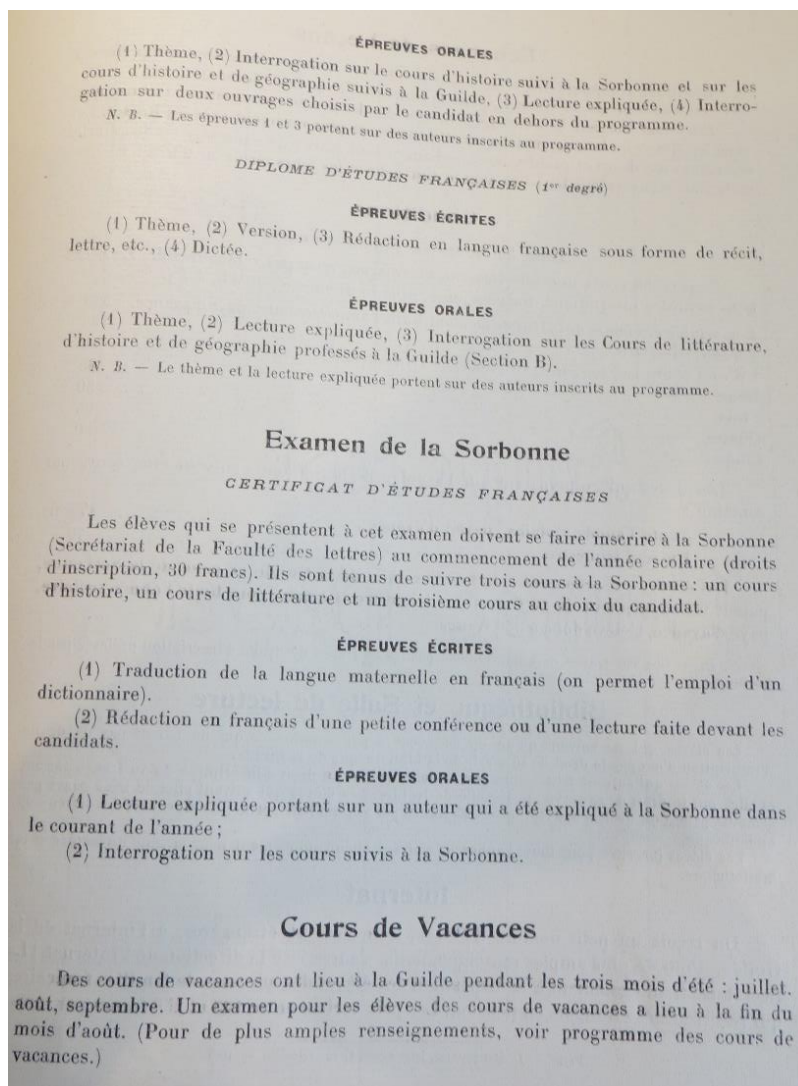 ÉPREUVES ORALES
(1) Thème, (2) Interrogation sur le cours d'histoire suivi à la Sorbonne et sur les
cours d'histoire et de géographie suivis à la Guilde, (3) Lecture expliquée, (4) Interro-
gation sur deux ouvrages choisis par le candidat en dehors du programme.
N. B. — Les épreuves 1 et 3 portent sur des auteurs inscrits au programme.
DIPLOME D'ÉTUDES FRANÇAISES (1er degré)
ÉPREUVES ÉCRITES
(1) Thème, (2) Version, (3) Rédaction en langue française sous forme de récit,
lettre, etc., (4) Dictée.
ÉPREUVES ORALES
(1) Thème, (2) Lecture expliquée, (3) Interrogation sur les Cours de littérature,
d'histoire et de géographie professés à la Guilde (Section B).
N. B. — Le thème et la lecture expliquée portent sur des auteurs inscrits au programme.
Examen de la Sorbonne
CERTIFICAT D'ÉTUDES FRANÇAISES
Les élèves qui se présentent à cet examen doivent se faire inscrire à la Sorbonne
(Secrétariat de la Faculté des lettres) au commencement de l'année scolaire (droits
d'inscription, 30 francs). Ils sont tenus de suivre trois cours à la Sorbonne : un cours
d'histoire, un cours de littérature et un troisième cours au choix du candidat.
ÉPREUVES ÉCRITES
(1) Traduction de la langue maternelle en français (on permet l'emploi d'un
dictionnaire).
(2) Rédaction en français d'une petite conférence ou d'une lecture faite devant les
candidats.
ÉPREUVES ORALES
(1) Lecture expliquée portant sur un auteur qui a été expliqué à la Sorbonne dans
le courant de l'année ;
(2) Interrogation sur les cours suivis à la Sorbonne.
Cours de Vacances
Des cours de vacances ont lieu à la Guilde pendant les trois mois d'été : juillet.
août, septembre. Un examen pour les élèves des cours de vacances a lieu à la fin du
mois d'août. (Pour de plus amples renseignements, voir programme des cours de
vacances.)